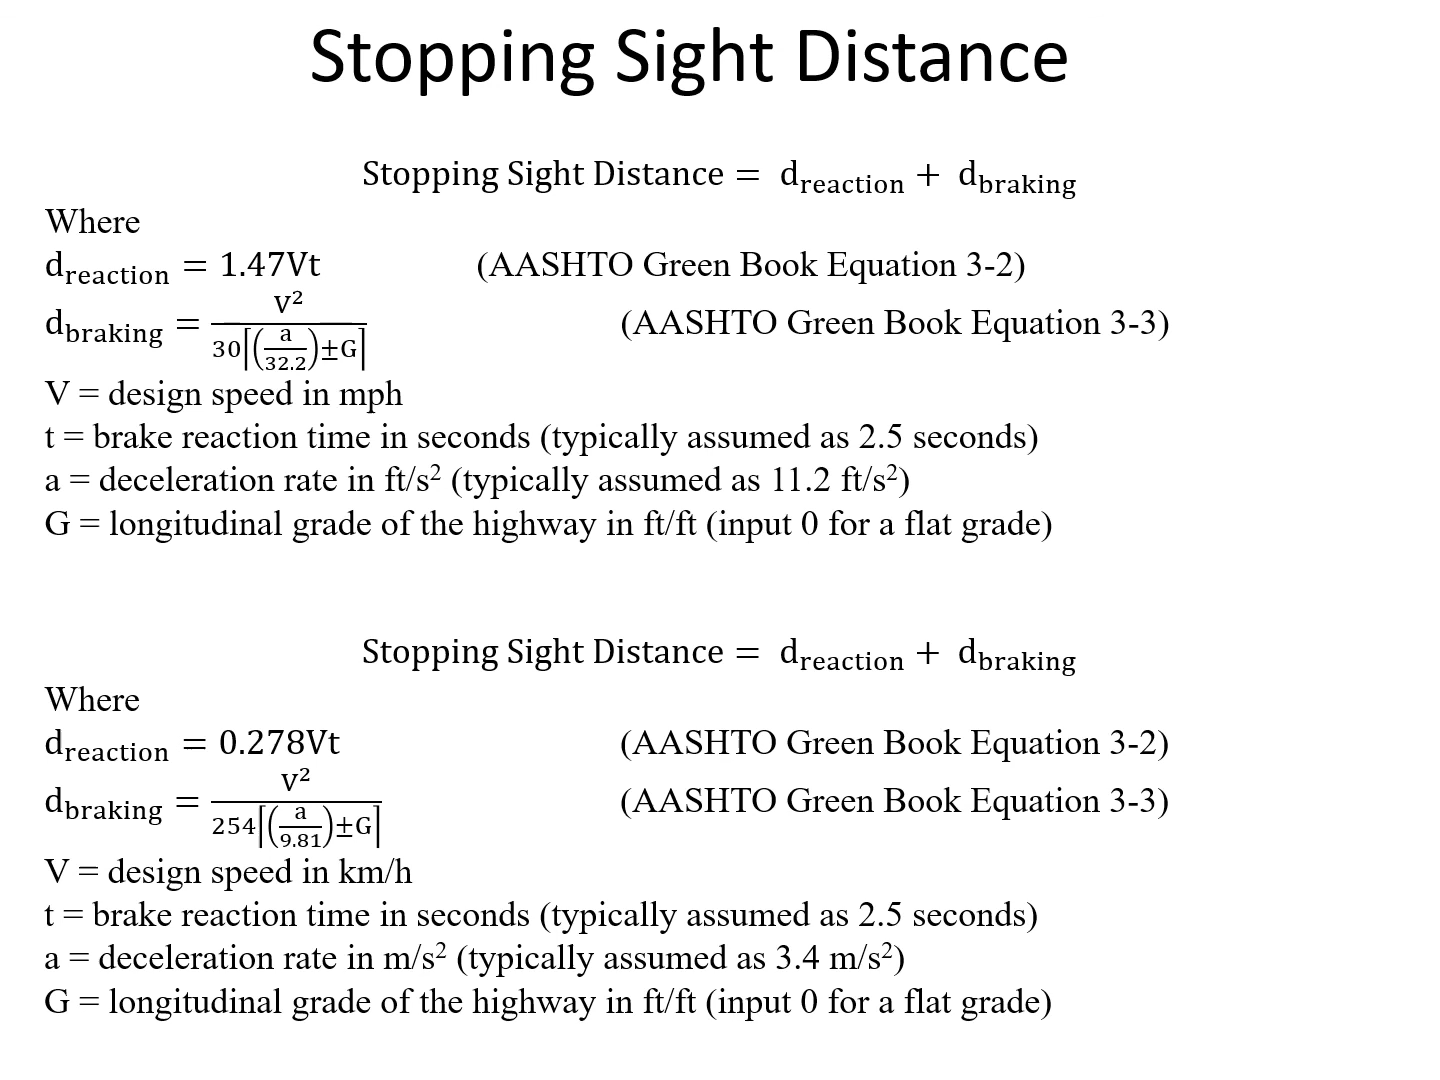 Stopping Sight Distance
Stopping Sight Distance = d_reaction + d_braking
Where
d_reaction = 1.47Vt (AASHTO Green Book Equation 3-2)
d_braking = V²/30[(a/32.2)±G] (AASHTO Green Book Equation 3-3)
V = design speed in mph
t = brake reaction time in seconds (typically assumed as 2.5 seconds)
a = deceleration rate in ft/s² (typically assumed as 11.2 ft/s²)
G = longitudinal grade of the highway in ft/ft (input 0 for a flat grade)
Stopping Sight Distance = d_reaction + d_braking
Where
d_reaction = 0.278Vt (AASHTO Green Book Equation 3-2)
d_braking = V²/254[(a/9.81)±G] (AASHTO Green Book Equation 3-3)
V = design speed in km/h
t = brake reaction time in seconds (typically assumed as 2.5 seconds)
a = deceleration rate in m/s² (typically assumed as 3.4 m/s²)
G = longitudinal grade of the highway in ft/ft (input 0 for a flat grade)